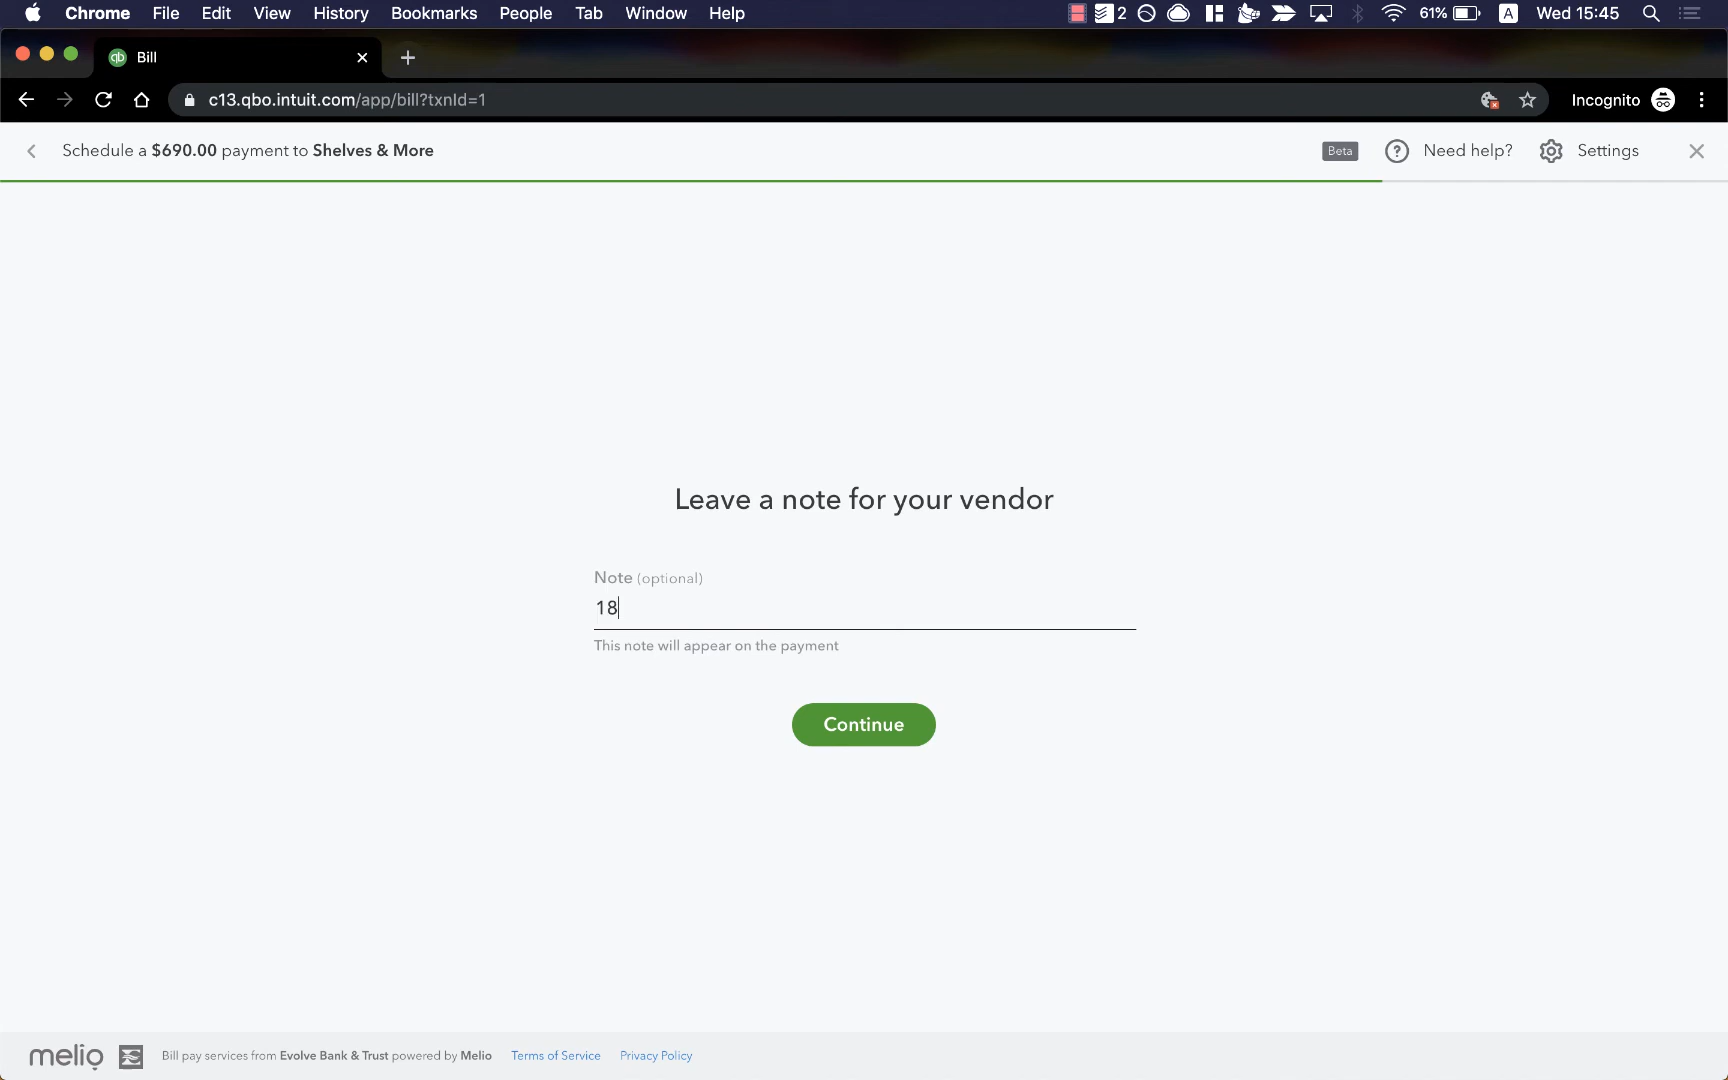 Chrome File Edit View History Bookmarks People Tab Window Help 2 61% A Wed 15:45
qb Bill
c13.qbo.intuit.com/app/bill?txnId=1 Incognito
Schedule a $690.00 payment to Shelves & More Beta ? Need help? Settings
Leave a note for your vendor
Note (optional)
18
This note will appear on the payment
Continue
melio Bill pay services from Evolve Bank & Trust powered by Melio Terms of Service Privacy Policy